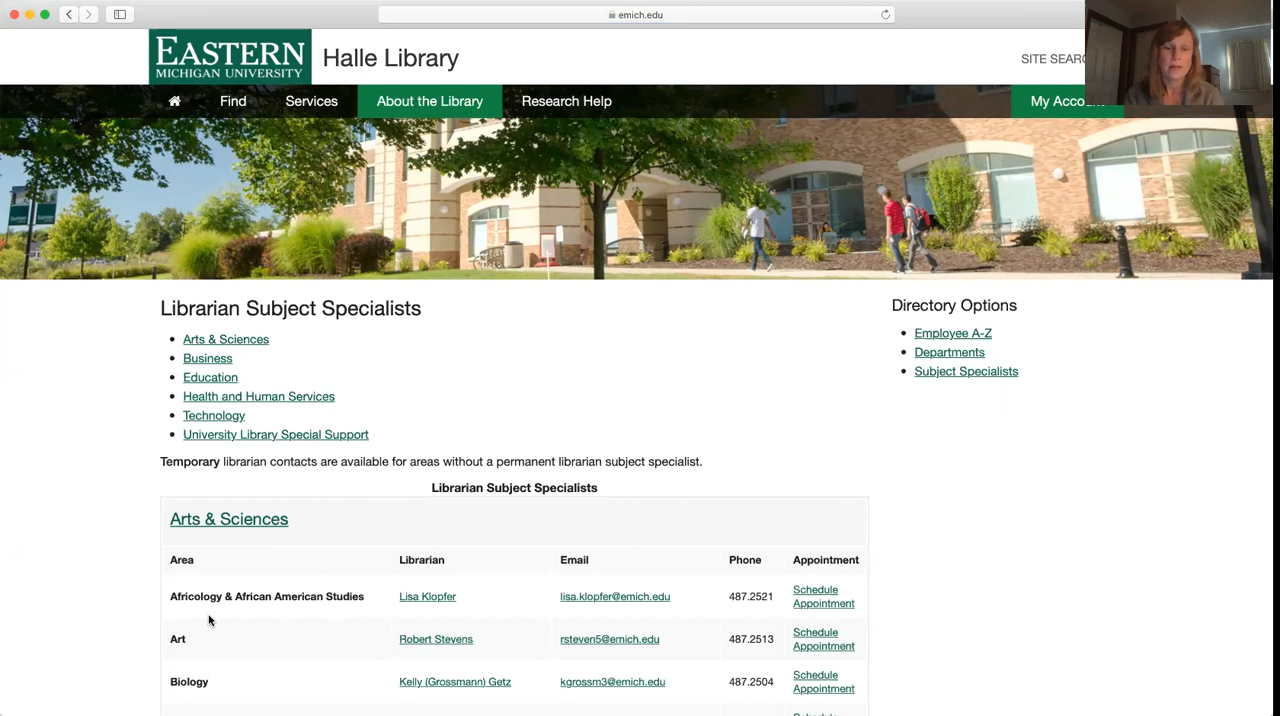 emich.edu
EASTERN
MICHIGAN UNIVERSITY
Halle Library
SITE SEARC
Find
Services
About the Library
Research Help
My Account
Librarian Subject Specialists
Arts & Sciences
Business
Education
Health and Human Services
Technology
University Library Special Support
Directory Options
Employee A-Z
Departments
Subject Specialists
Temporary librarian contacts are available for areas without a permanent librarian subject specialist.
Librarian Subject Specialists
Arts & Sciences
Area Librarian Email Phone Appointment
Africology & African American Studies Lisa Klopfer lisa.klopfer@emich.edu 487.2521 Schedule
Appointment
Art Robert Stevens rsteven5@emich.edu 487.2513 Schedule
Appointment
Biology Kelly (Grossmann) Getz kgrossm3@emich.edu 487.2504 Schedule
Appointment